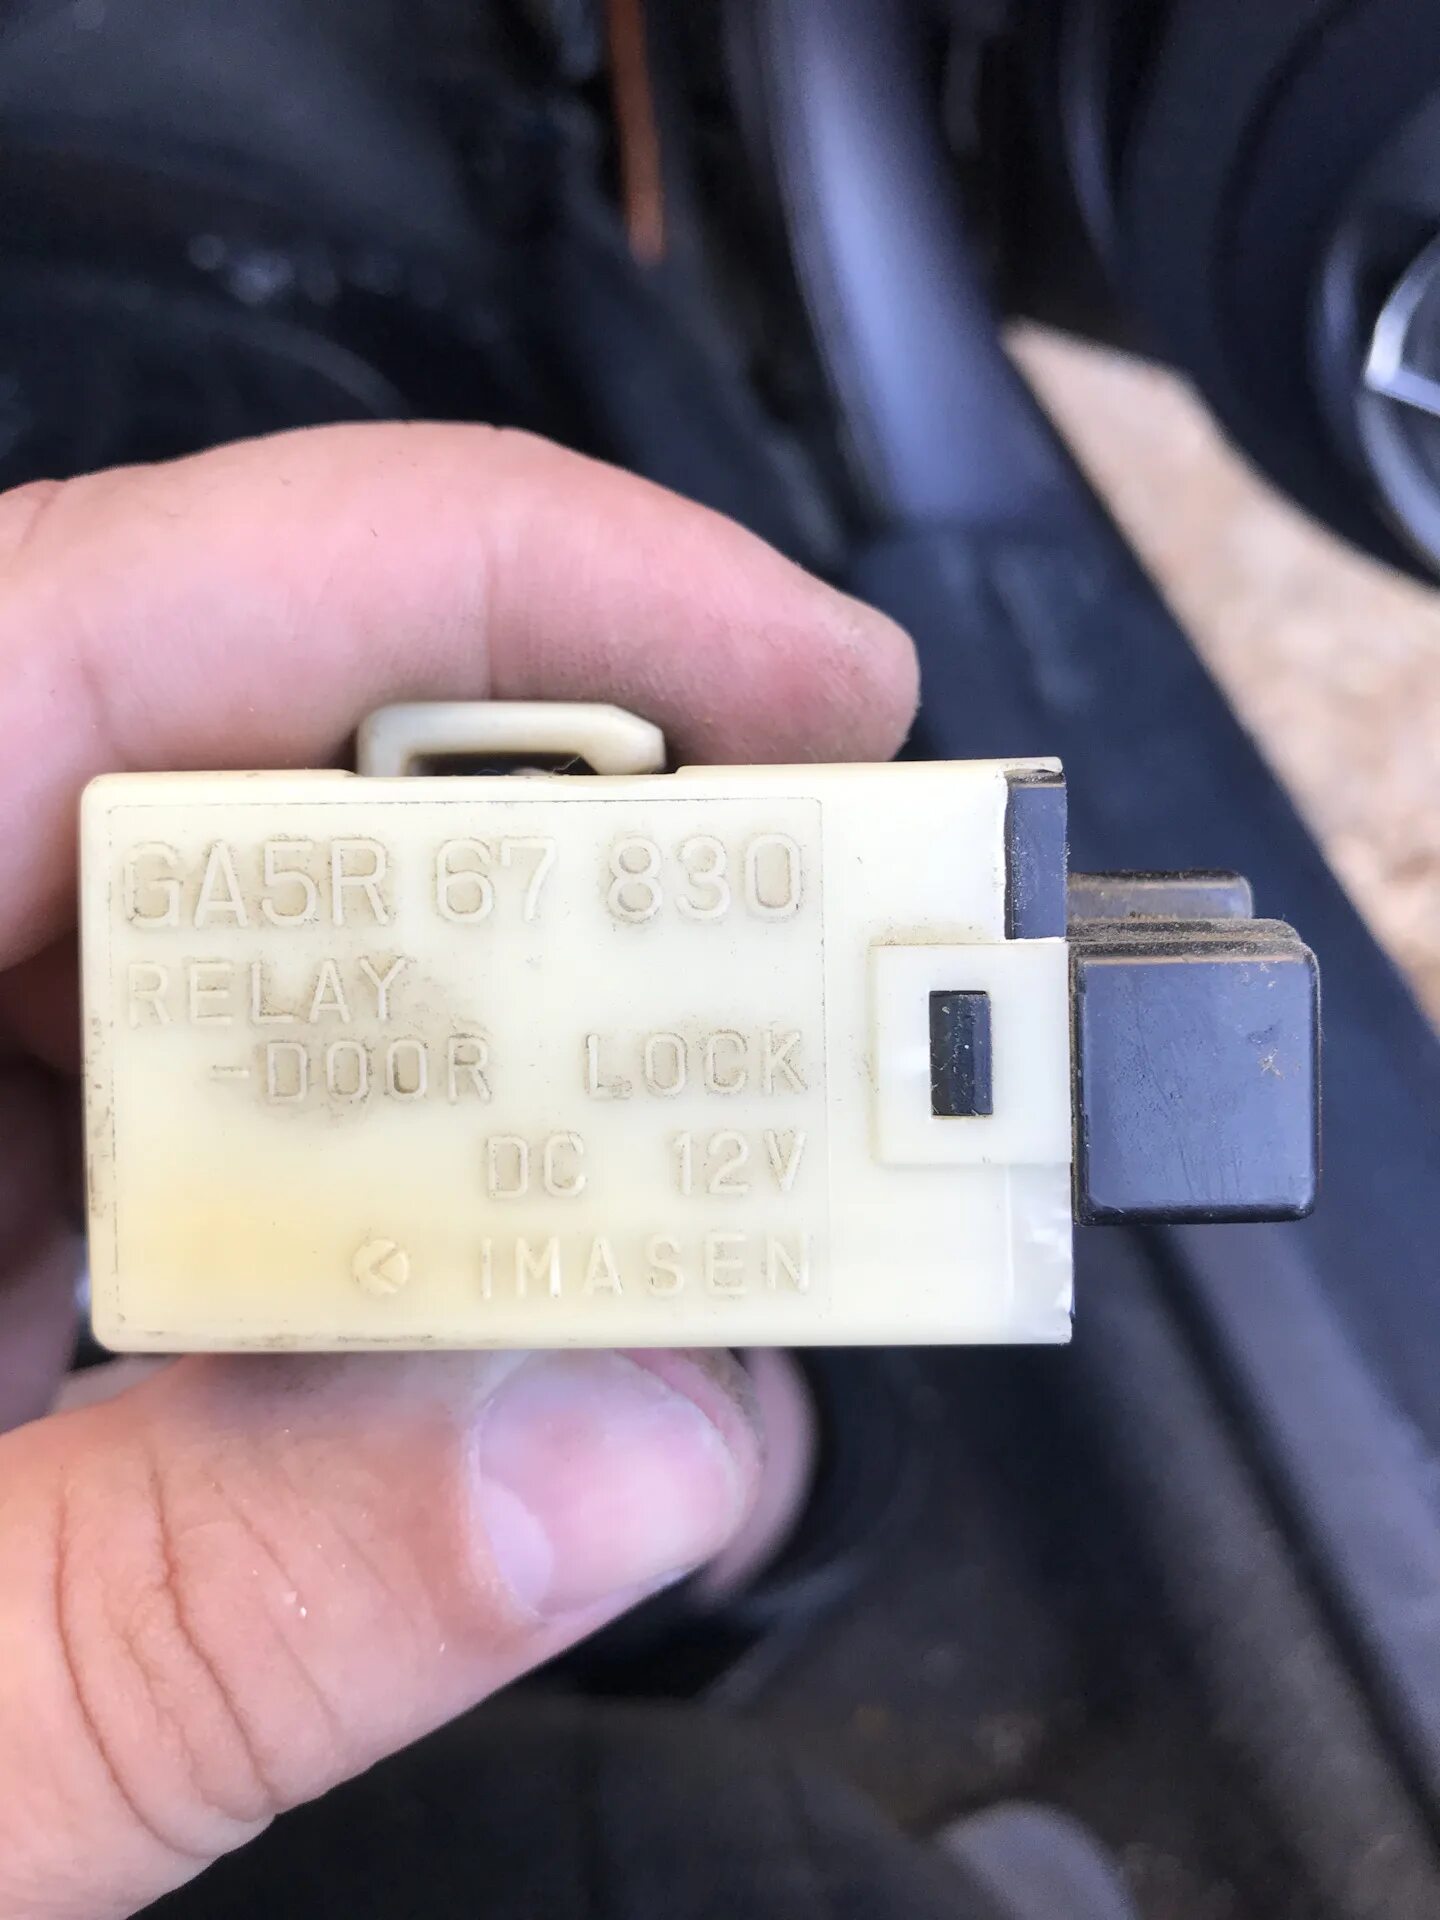 GA5R 67 830
RELAY
-DOOR LOCK
DC 12V
IMASEN